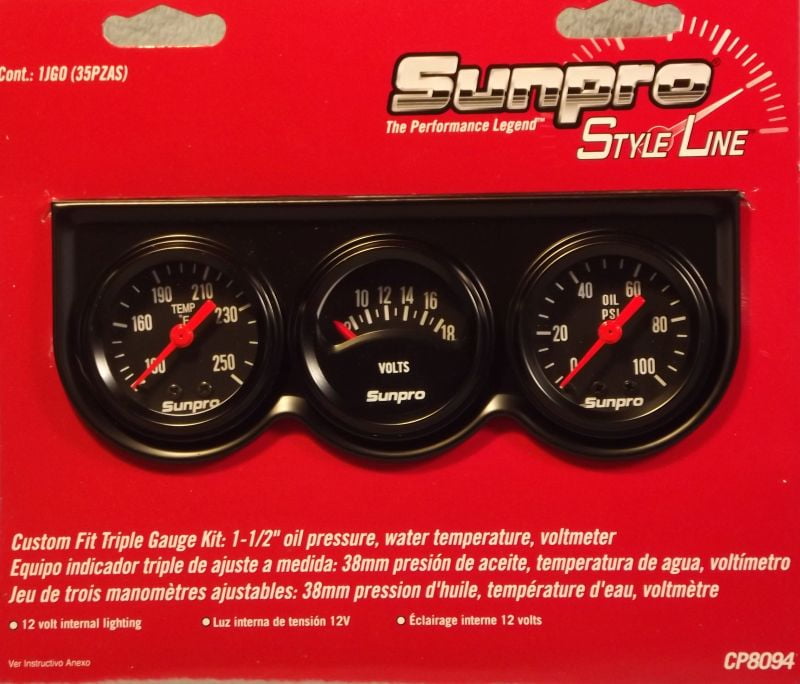 Cont.: 1JGO (35PZAS)
Sunpro®
The Performance Legend™
STYLE LINE™
190 210
TEMP
°F
230
160
250
Sunpro
10 12 14 16
8 18
VOLTS
Sunpro
40 60
OIL
PSI
20 80
0 100
Sunpro
Custom Fit Triple Gauge Kit: 1-1/2" oil pressure, water temperature, voltmeter
Equipo indicador triple de ajuste a medida: 38mm presión de aceite, temperatura de agua, voltímetro
Jeu de trois manomètres ajustables: 38mm pression d'huile, température d'eau, voltmètre
• 12 volt internal lighting • Luz interna de tensión 12V • Éclairage interne 12 volts
Ver Instructivo Anexo
CP8094